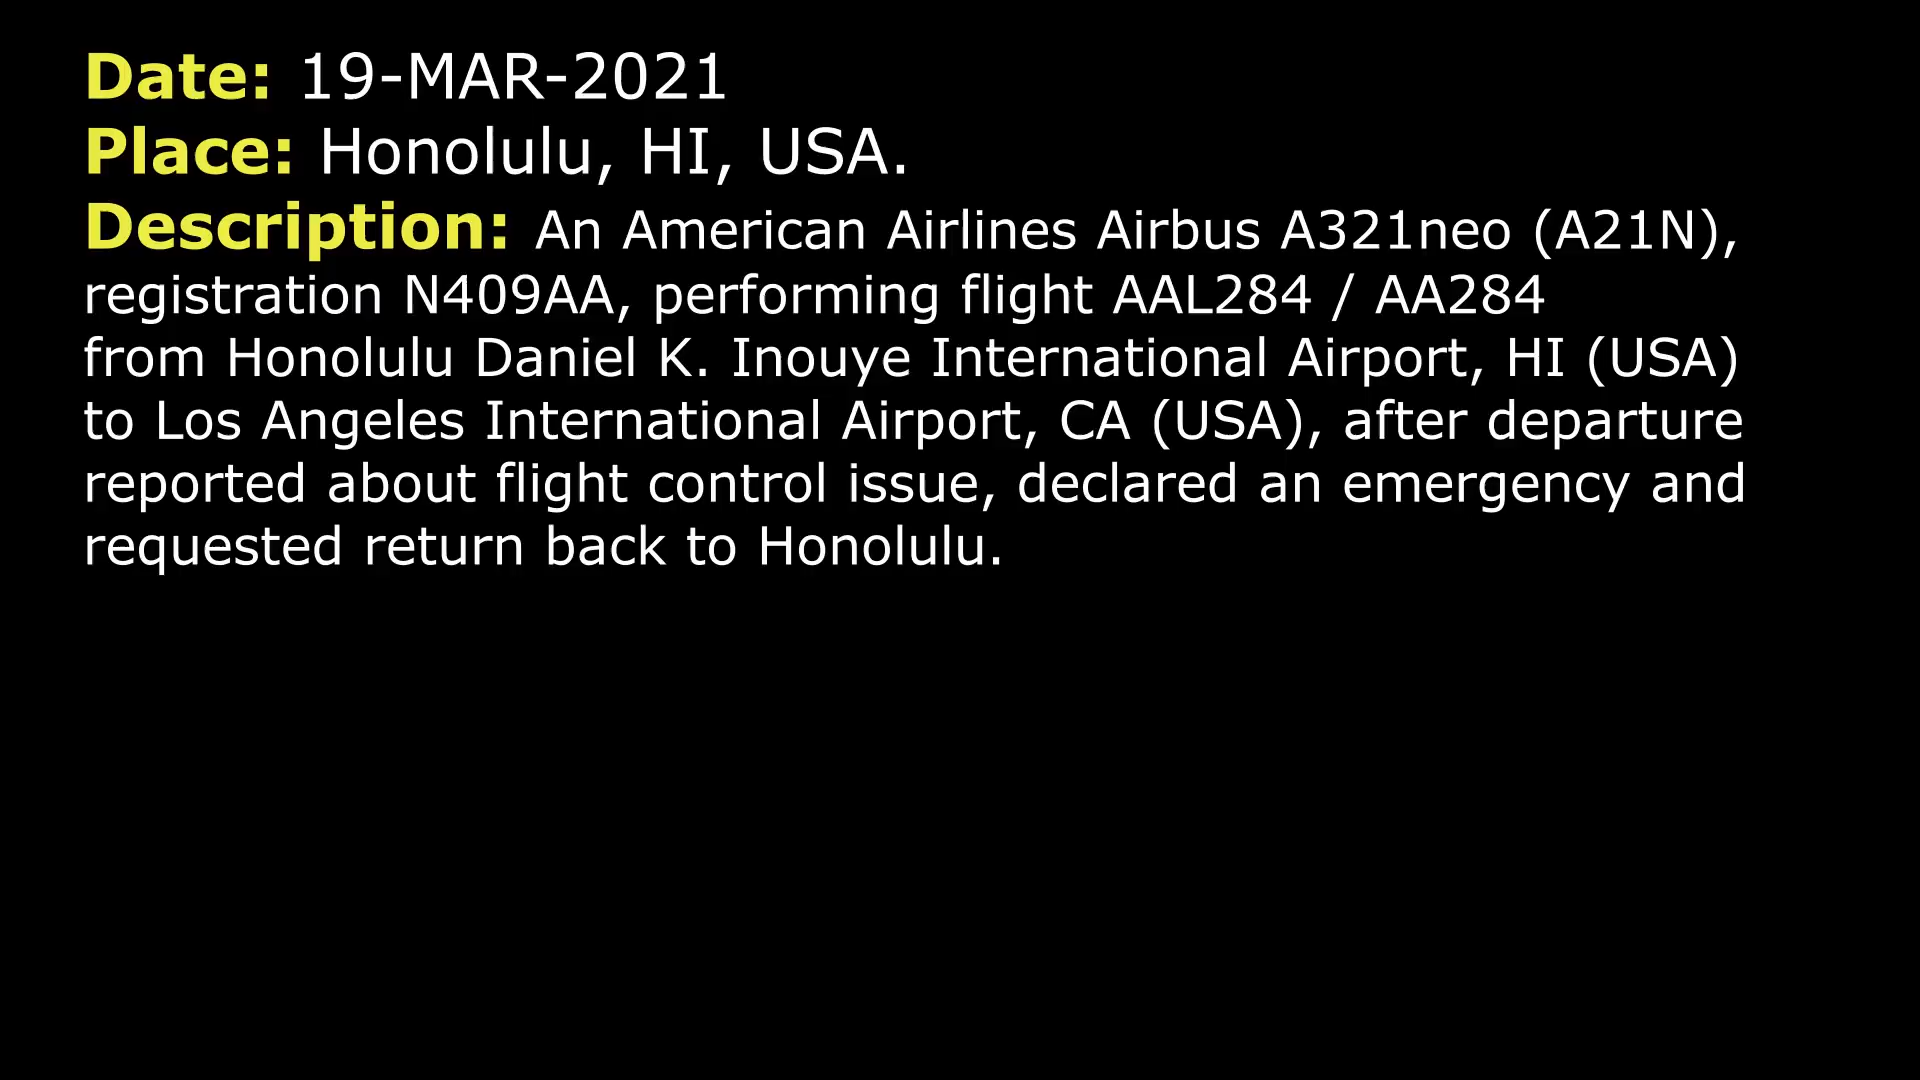 Date: 19-MAR-2021
Place: Honolulu, HI, USA.
Description: An American Airlines Airbus A321neo (A21N),
registration N409AA, performing flight AAL284 / AA284
from Honolulu Daniel K. Inouye International Airport, HI (USA)
to Los Angeles International Airport, CA (USA), after departure
reported about flight control issue, declared an emergency and
requested return back to Honolulu.